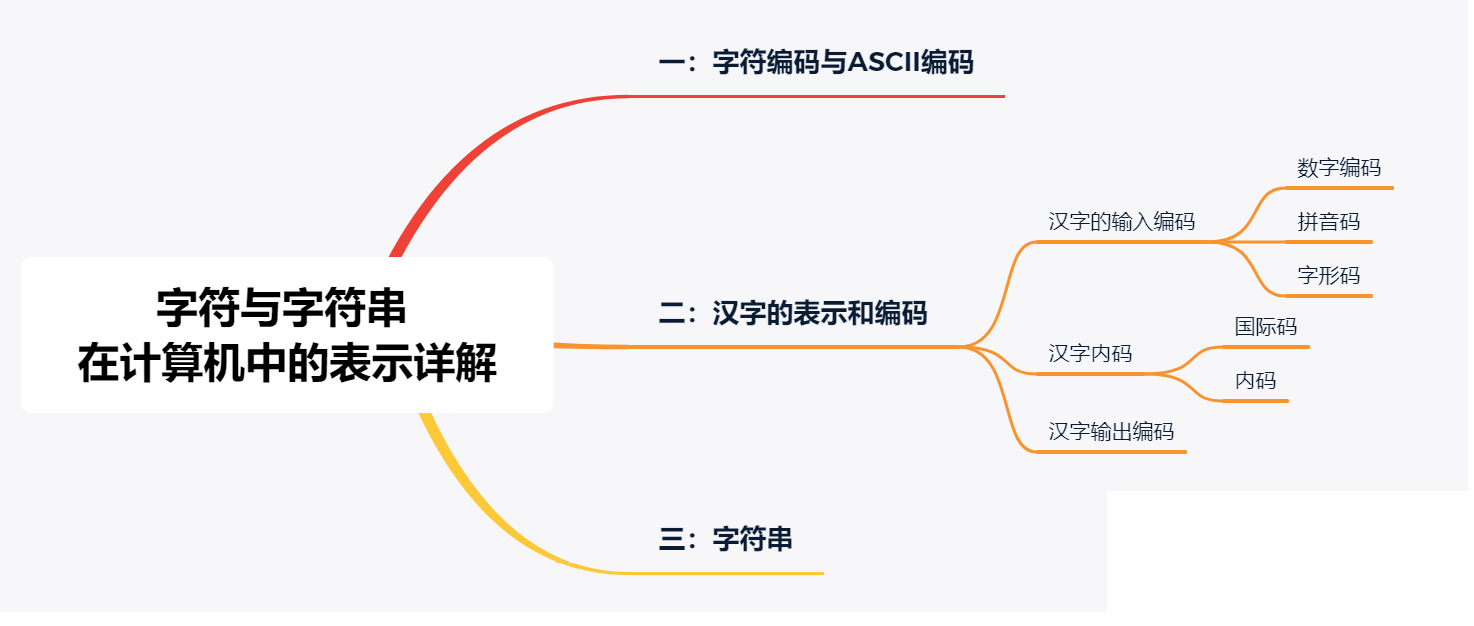 字符与字符串
在计算机中的表示详解
一：字符编码与ASCII编码
二：汉字的表示和编码
汉字的输入编码
数字编码
拼音码
字形码
汉字内码
国际码
内码
汉字输出编码
三：字符串